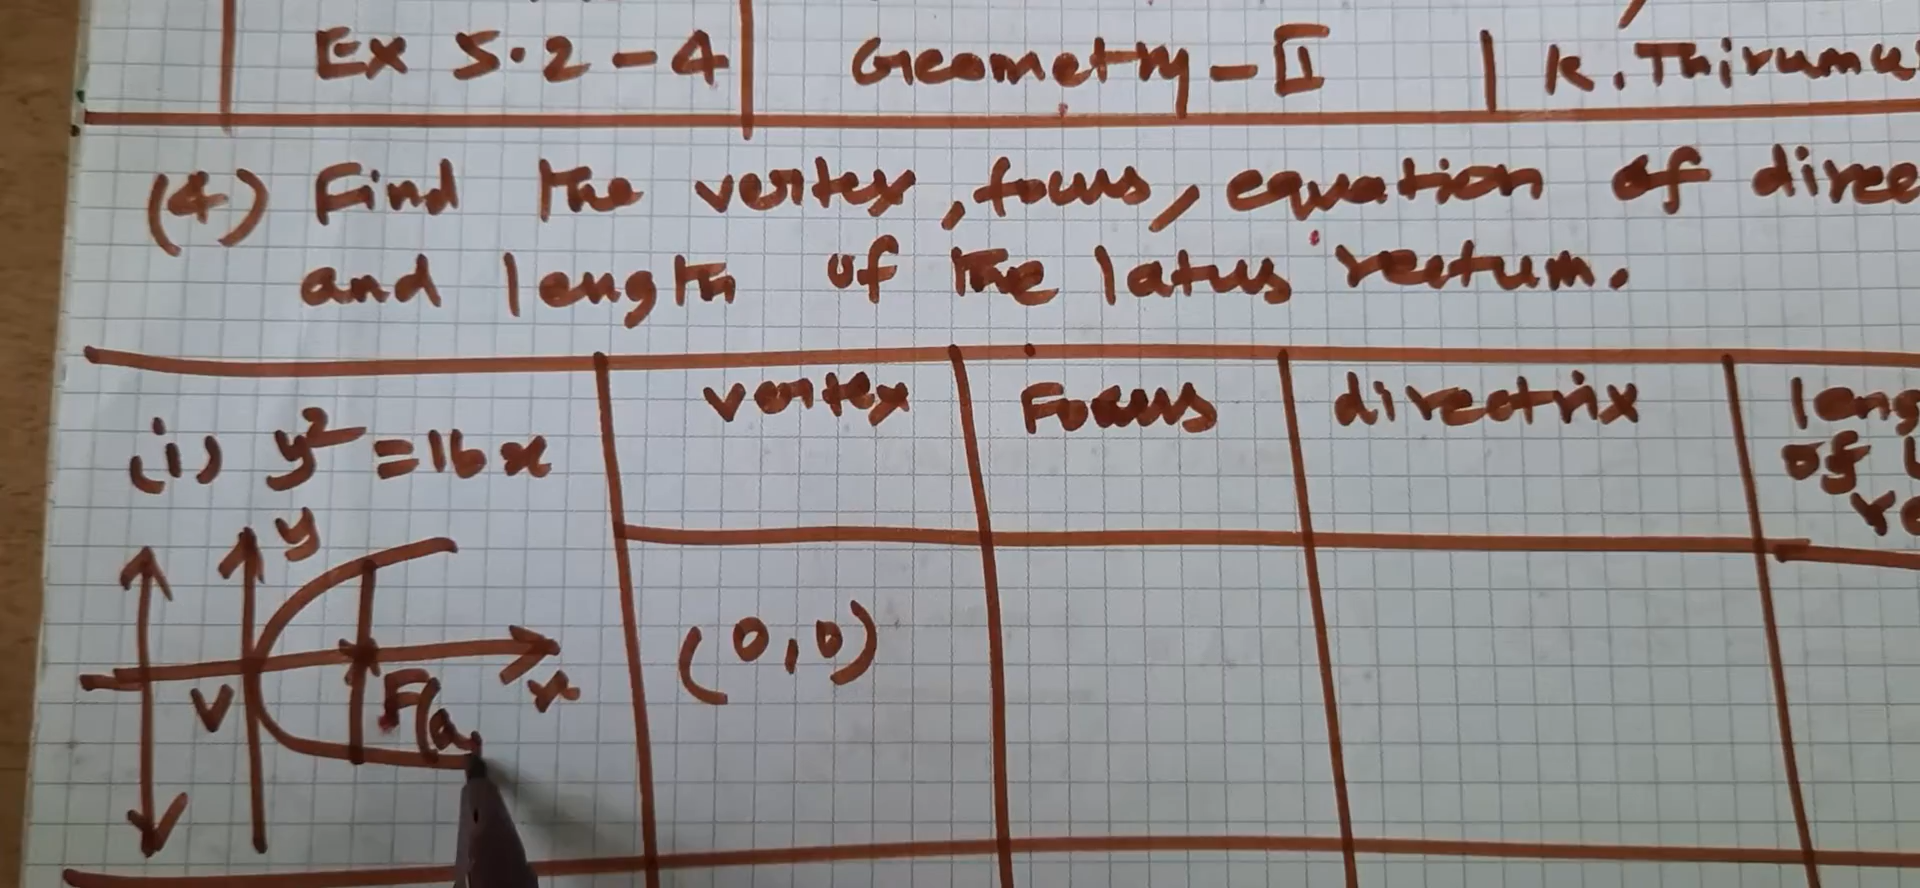 Ex 5.2-4 Geometry-II K. Thirumu
(4) Find the vertex, focus, equation of direc
and length of the latus rectum.
vertex Focus directrix leng
(i) y² = 16x of L
re
y
(0,0)
V F(a, x